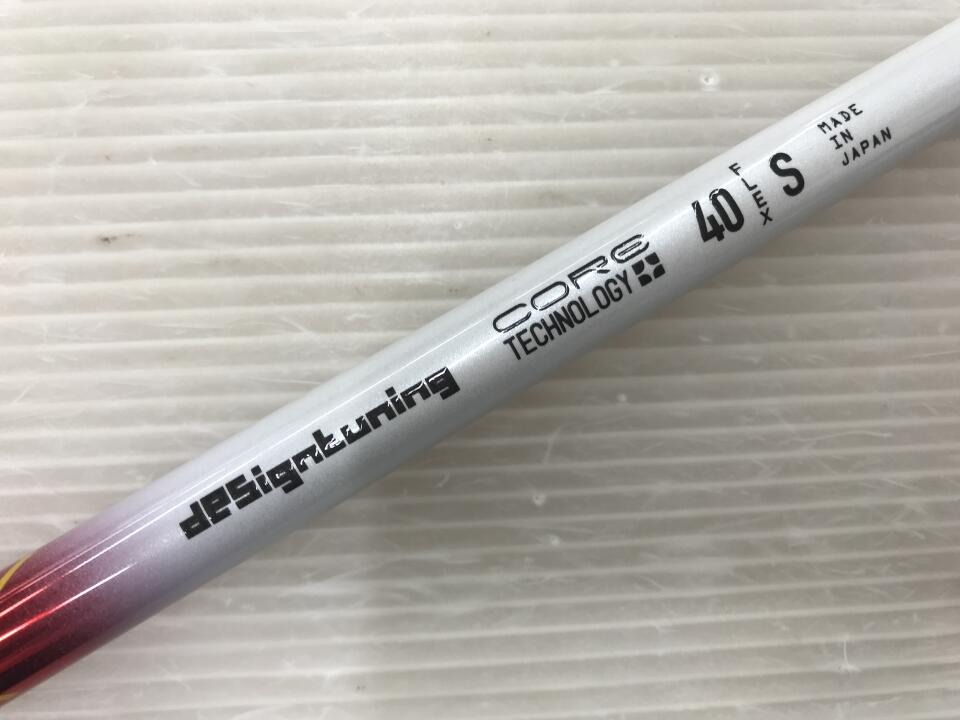 designtuning
CORE
TECHNOLOGY
40
FLEX
S
MADE
IN
JAPAN